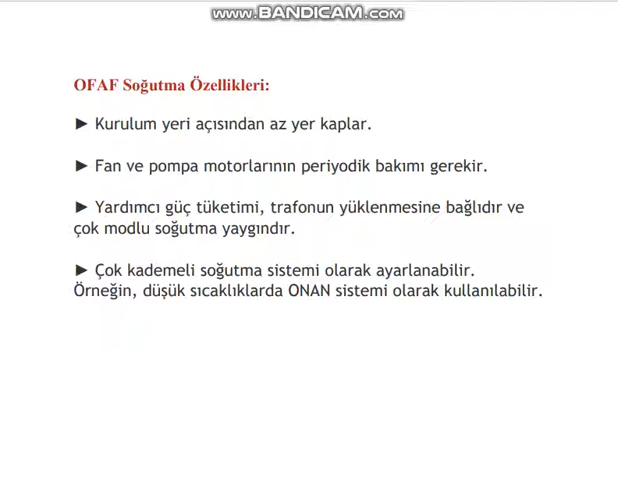 www.BANDICAM.com
OFAF Soğutma Özellikleri:
► Kurulum yeri açısından az yer kaplar.
► Fan ve pompa motorlarının periyodik bakımı gerekir.
► Yardımcı güç tüketimi, trafonun yüklenmesine bağlıdır ve
çok modlu soğutma yaygındır.
► Çok kademeli soğutma sistemi olarak ayarlanabilir.
Örneğin, düşük sıcaklıklarda ONAN sistemi olarak kullanılabilir.